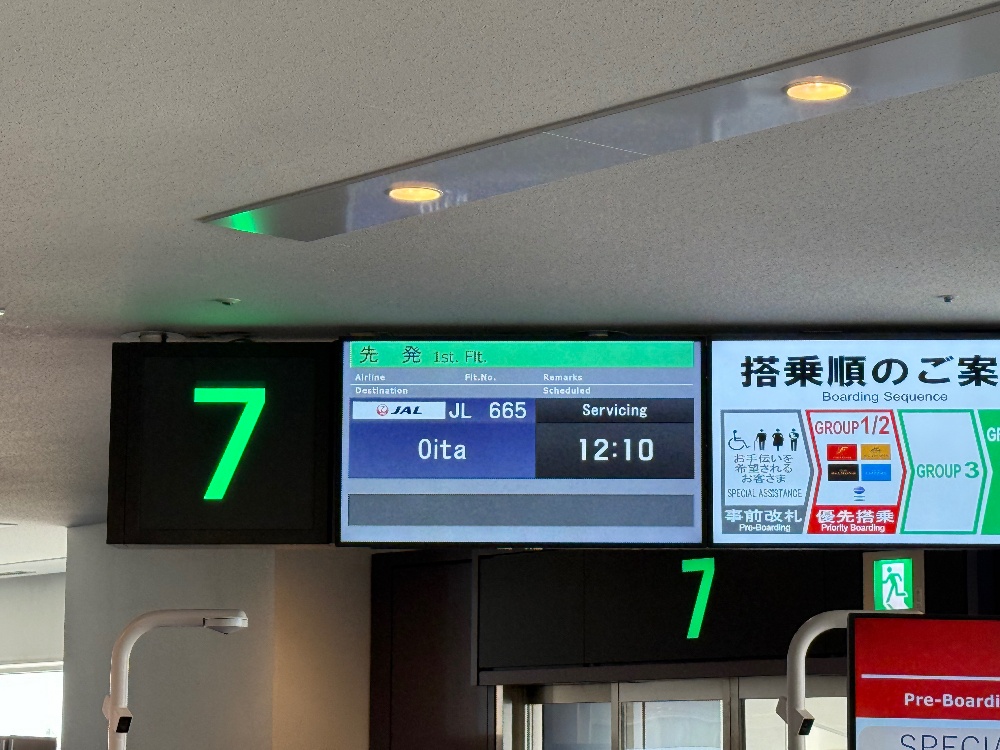 7
先 発 1st. Flt.
Airline Flt.No. Remarks
Destination Scheduled
JAL JL 665 Servicing
Oita 12:10
搭乗順のご案
Boarding Sequence
お手伝いを
希望される
お客さま
SPECIAL ASSISTANCE
事前改札
Pre-Boarding
GROUP1/2
優先搭乗
Priority Boarding
GROUP 3
7
Pre-Boardi
SPECIA